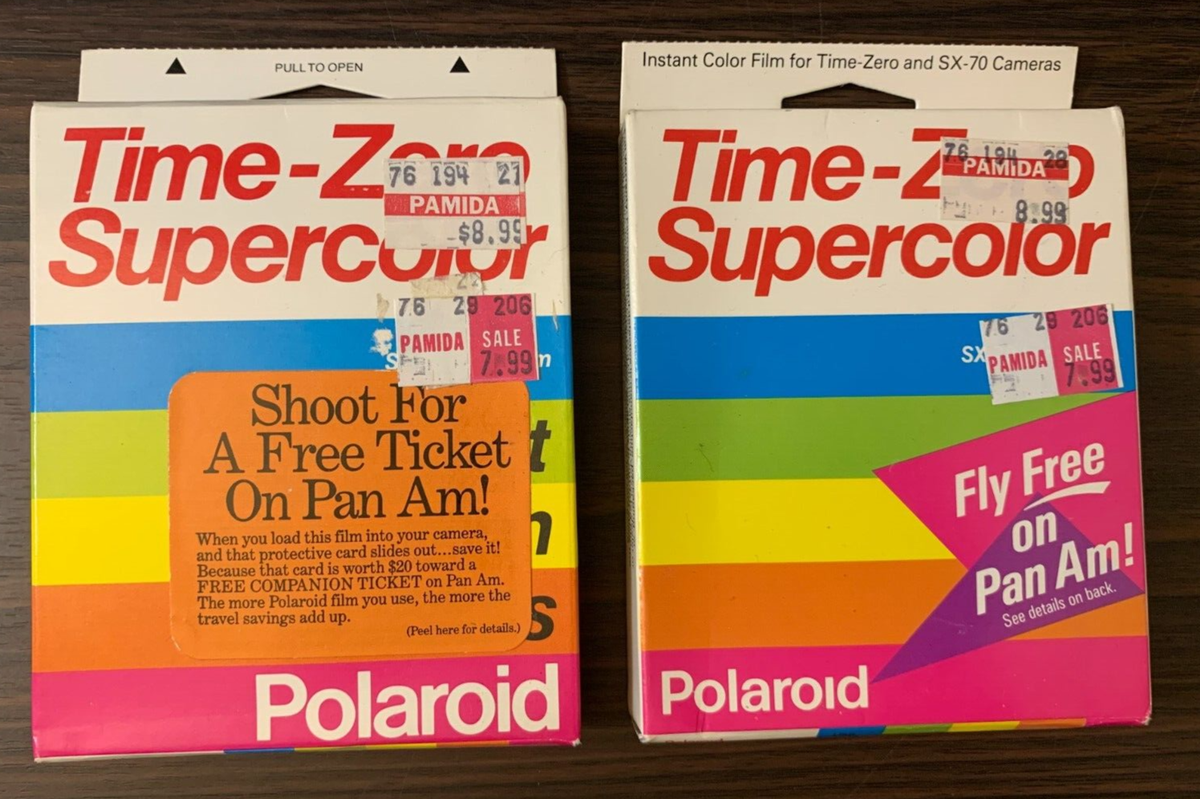 PULL TO OPEN
Time-Zero
Supercolor
76 194 21
PAMIDA
$8.99
76 29 206
PAMIDA SALE
7.99
Shoot For
A Free Ticket
On Pan Am!
When you load this film into your camera,
and that protective card slides out...save it!
Because that card is worth $20 toward a
FREE COMPANION TICKET on Pan Am.
The more Polaroid film you use, the more the
travel savings add up.
(Peel here for details.)
Polaroid
Instant Color Film for Time-Zero and SX-70 Cameras
Time-Zero
Supercolor
76 194 28
PAMIDA
8.99
SX
76 29 206
PAMIDA SALE
7.99
Fly Free
on
Pan Am!
See details on back.
Polaroid